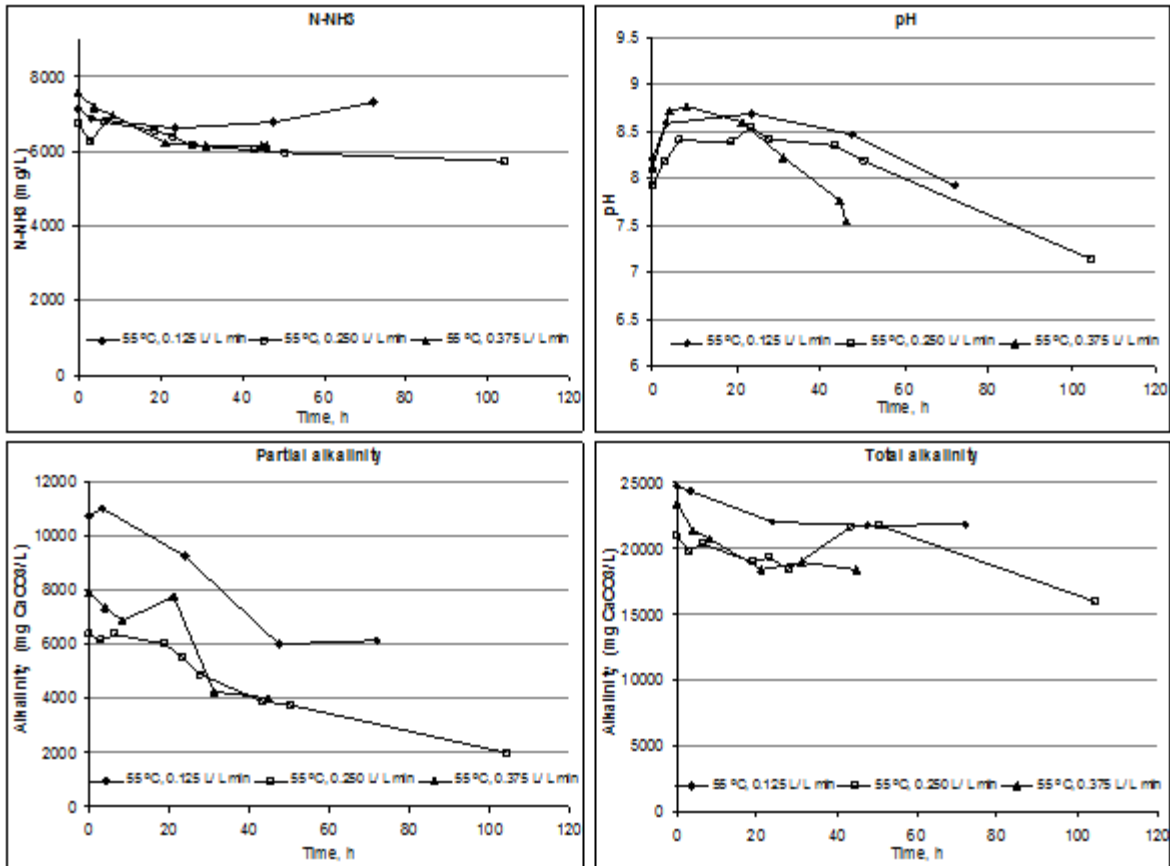 N-NH3
8000
6000
4000
2000
0
N-NH3 (mg/L)
55 ºC, 0.125 L/ L min
55 ºC, 0.250 L/ L min
55 ºC, 0.375 L/ L min
0 20 40 60 80 100 120
Time, h
pH
9.5
9
8.5
8
7.5
7
6.5
6
pH
55 ºC, 0.125 L/ L min
55 ºC, 0.250 L/ L min
55 ºC, 0.375 L/ L min
0 20 40 60 80 100 120
Time, h
Partial alkalinity
12000
10000
8000
6000
4000
2000
0
Alkalinity (mg CaCO3/L)
55 ºC, 0.125 L/ L min
55 ºC, 0.250 L/ L min
55 ºC, 0.375 L/ L min
0 20 40 60 80 100 120
Time, h
Total alkalinity
25000
20000
15000
10000
5000
0
Alkalinity (mg CaCO3/L)
55 ºC, 0.125 L/ L min
55 ºC, 0.250 L/ L min
55 ºC, 0.375 L/ L min
0 20 40 60 80 100 120
Time, h